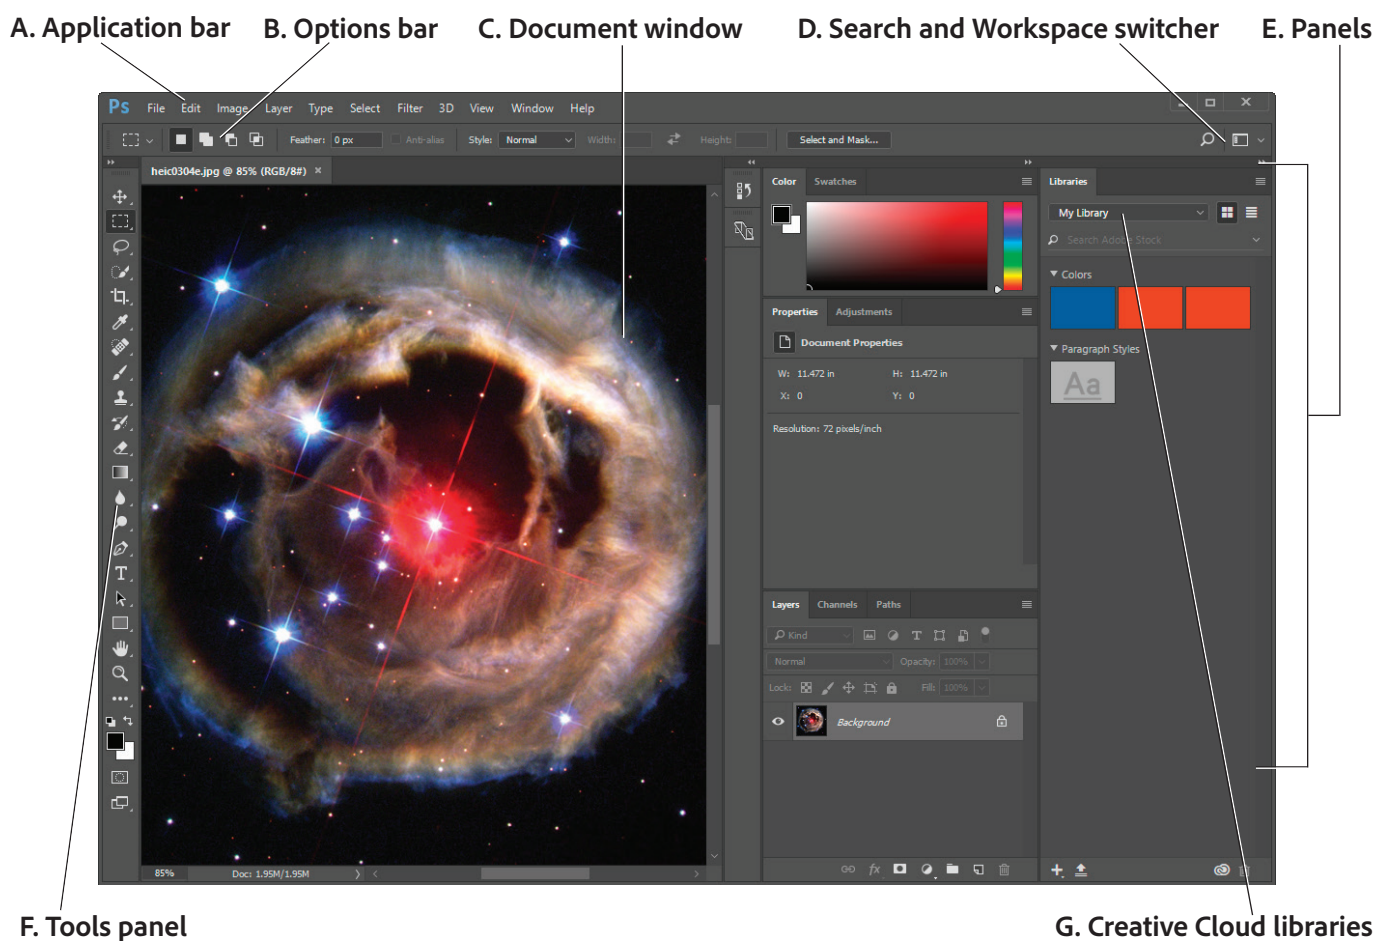 A. Application bar
B. Options bar
C. Document window
D. Search and Workspace switcher
E. Panels
Ps File Edit Image Layer Type Select Filter 3D View Window Help
Feather: 0 px Anti-alias Style: Normal Width: Height: Select and Mask...
heic0304e.jpg @ 85% (RGB/8#) ×
Color Swatches
Libraries
My Library
Search Adobe Stock
Colors
Properties Adjustments
Document Properties
Paragraph Styles
W: 11.472 in H: 11.472 in
Aa
X: 0 Y: 0
Resolution: 72 pixels/inch
T
Layers Channels Paths
Kind T
Normal Opacity: 100%
Lock: Fill: 100%
Background
85% Doc: 1.95M/1.95M
fx
F. Tools panel
G. Creative Cloud libraries